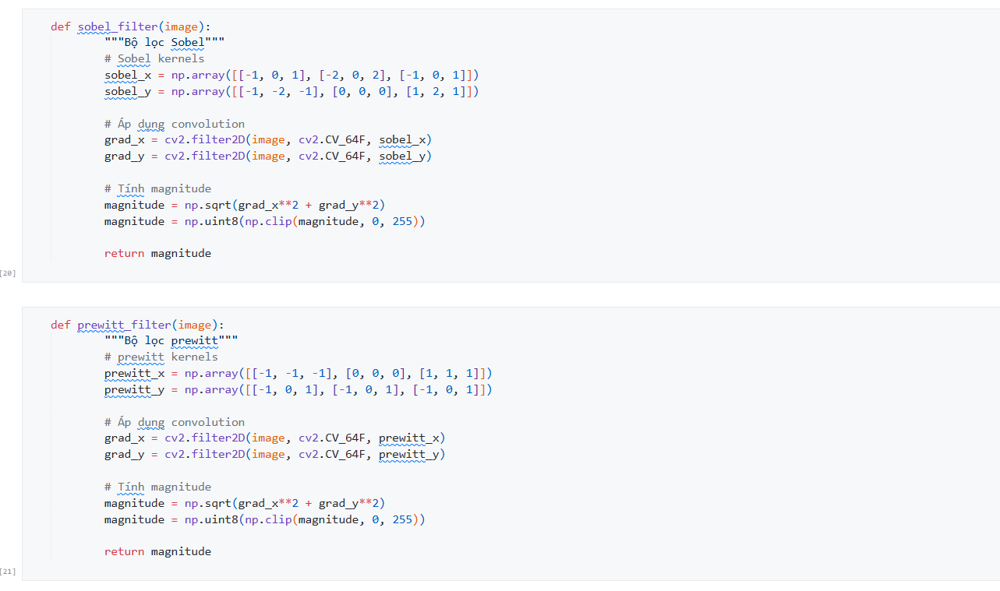 def sobel_filter(image):
"""Bộ lọc Sobel"""
# Sobel kernels
sobel_x = np.array([[-1, 0, 1], [-2, 0, 2], [-1, 0, 1]])
sobel_y = np.array([[-1, -2, -1], [0, 0, 0], [1, 2, 1]])
# Áp dụng convolution
grad_x = cv2.filter2D(image, cv2.CV_64F, sobel_x)
grad_y = cv2.filter2D(image, cv2.CV_64F, sobel_y)
# Tính magnitude
magnitude = np.sqrt(grad_x**2 + grad_y**2)
magnitude = np.uint8(np.clip(magnitude, 0, 255))
return magnitude
[20]
def prewitt_filter(image):
"""Bộ lọc prewitt"""
# prewitt kernels
prewitt_x = np.array([[-1, -1, -1], [0, 0, 0], [1, 1, 1]])
prewitt_y = np.array([[-1, 0, 1], [-1, 0, 1], [-1, 0, 1]])
# Áp dụng convolution
grad_x = cv2.filter2D(image, cv2.CV_64F, prewitt_x)
grad_y = cv2.filter2D(image, cv2.CV_64F, prewitt_y)
# Tính magnitude
magnitude = np.sqrt(grad_x**2 + grad_y**2)
magnitude = np.uint8(np.clip(magnitude, 0, 255))
return magnitude
[21]